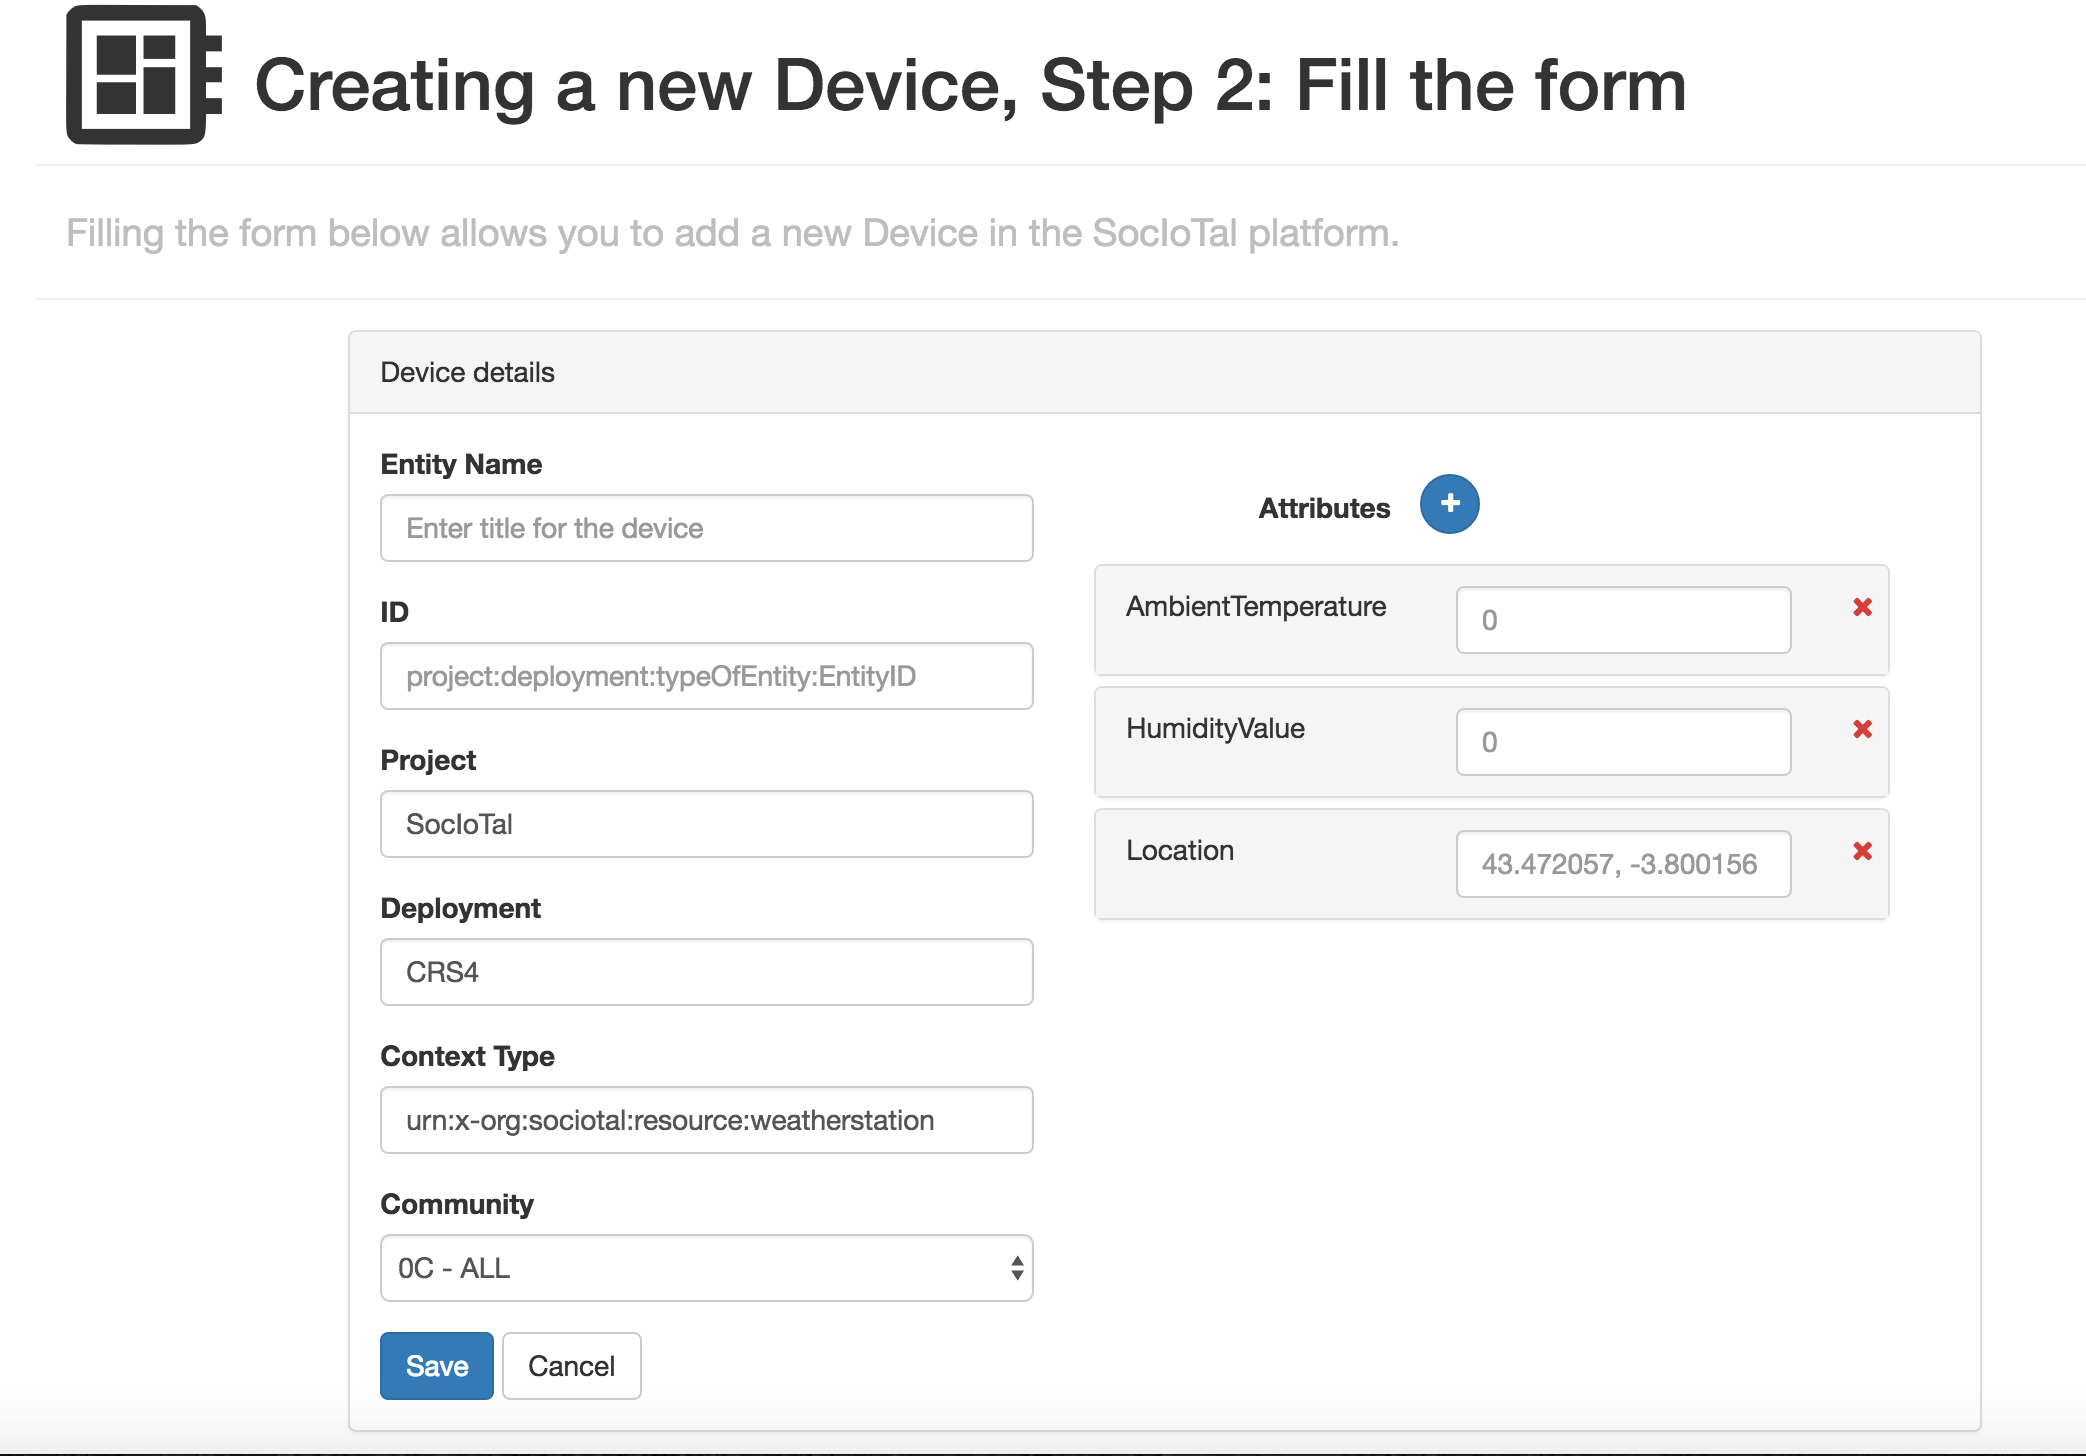 Creating a new Device, Step 2: Fill the form
Filling the form below allows you to add a new Device in the SocIoTal platform.
Device details
Entity Name
Enter title for the device
ID
project:deployment:typeOfEntity:EntityID
Project
SocIoTal
Deployment
CRS4
Context Type
urn:x-org:sociotal:resource:weatherstation
Community
0C - ALL
Save Cancel
Attributes +
AmbientTemperature 0
HumidityValue 0
Location 43.472057, -3.800156